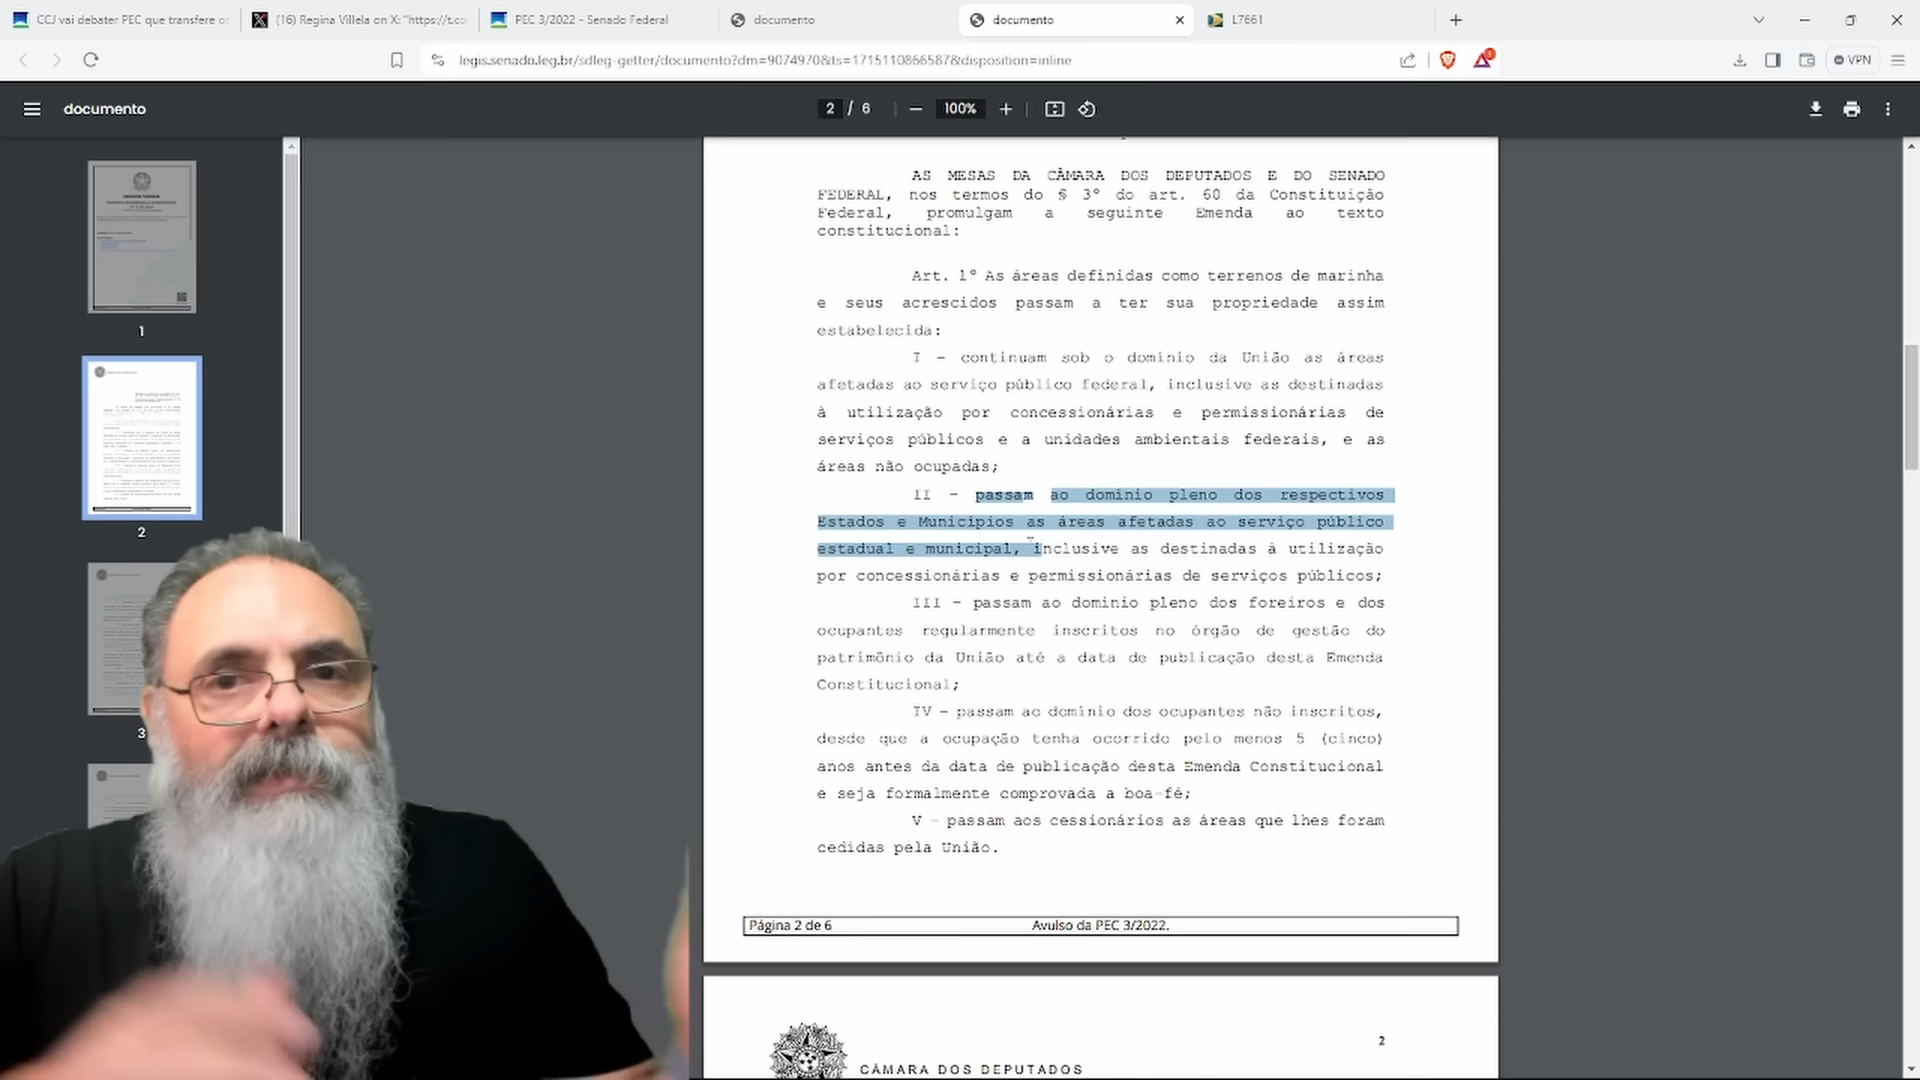 CCJ vai debater PEC que transfere o
(16) Regina Villela on X: "https://t.co
PEC 3/2022 - Senado Federal
documento
documento
L7661
legis.senado.leg.br/sdleg-getter/documento?dm=9074970&ts=1715110866587&disposition=inline
1
VPN
documento
2 / 6
100%
AS MESAS DA CÂMARA DOS DEPUTADOS E DO SENADO
FEDERAL, nos termos do § 3º do art. 60 da Constituição
Federal, promulgam a seguinte Emenda ao texto
constitucional:
Art. 1º As áreas definidas como terrenos de marinha
e seus acrescidos passam a ter sua propriedade assim
estabelecida:
I - continuam sob o domínio da União as áreas
afetadas ao serviço público federal, inclusive as destinadas
à utilização por concessionárias e permissionárias de
serviços públicos e a unidades ambientais federais, e as
áreas não ocupadas;
II - passam ao domínio pleno dos respectivos
Estados e Municípios as áreas afetadas ao serviço público
estadual e municipal, inclusive as destinadas à utilização
por concessionárias e permissionárias de serviços públicos;
III - passam ao domínio pleno dos foreiros e dos
ocupantes regularmente inscritos no órgão de gestão do
patrimônio da União até a data de publicação desta Emenda
Constitucional;
IV - passam ao domínio dos ocupantes não inscritos,
desde que a ocupação tenha ocorrido pelo menos 5 (cinco)
anos antes da data de publicação desta Emenda Constitucional
e seja formalmente comprovada a boa-fé;
V - passam aos cessionários as áreas que lhes foram
cedidas pela União.
Página 2 de 6
Avulso da PEC 3/2022.
2
CÂMARA DOS DEPUTADOS
1
2
3